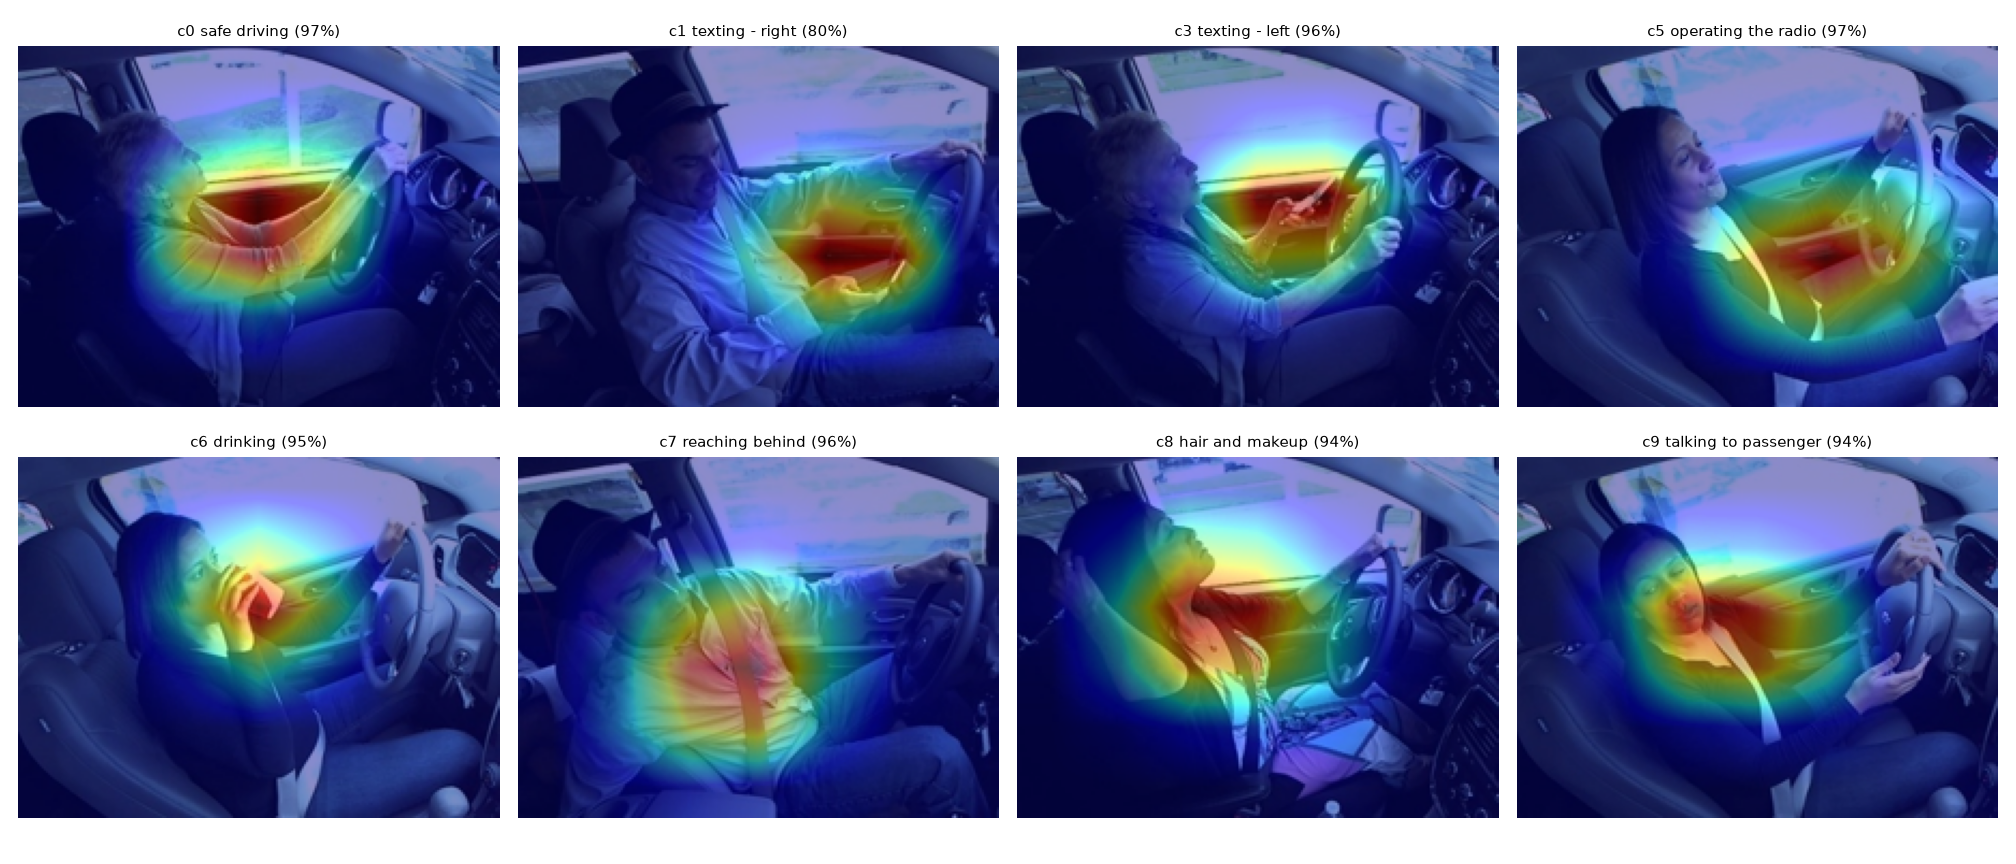 c0 safe driving (97%)
c1 texting - right (80%)
c3 texting - left (96%)
c5 operating the radio (97%)
c6 drinking (95%)
c7 reaching behind (96%)
c8 hair and makeup (94%)
c9 talking to passenger (94%)